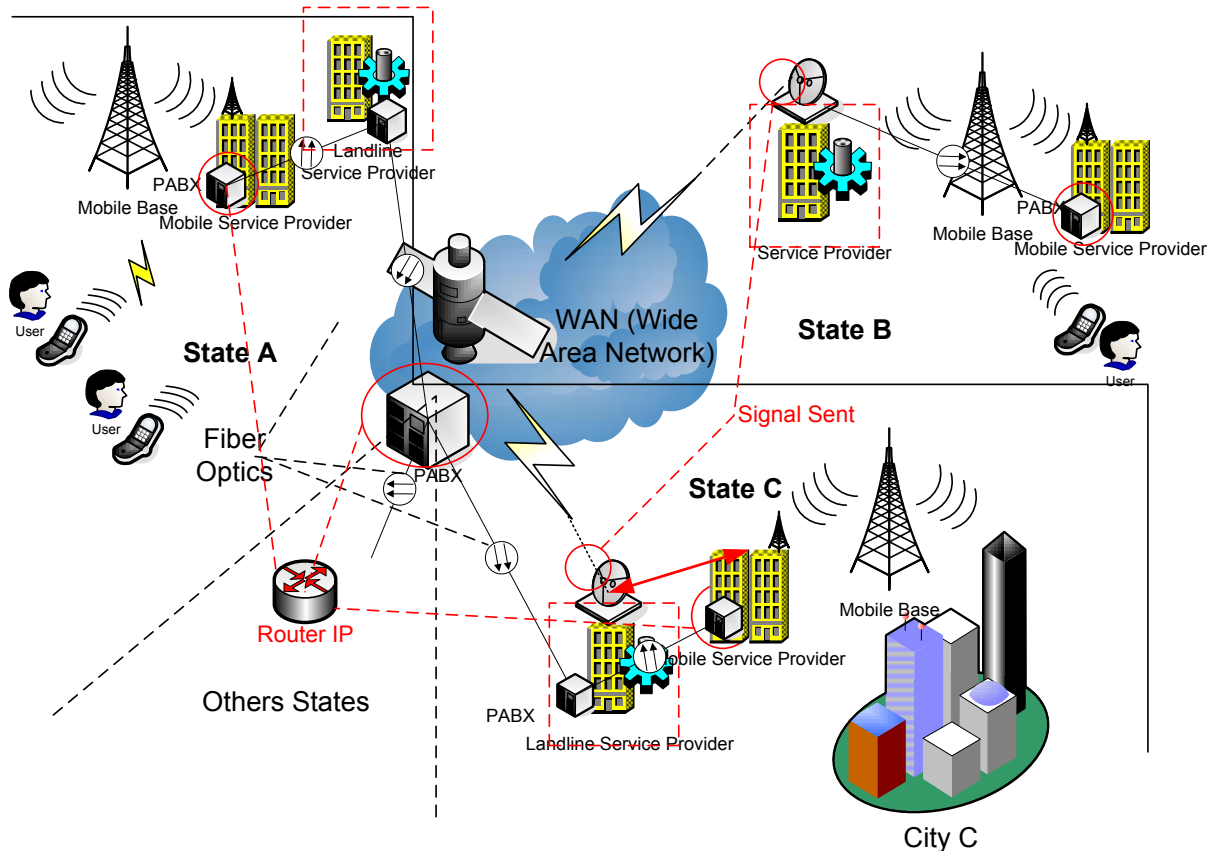 Landline
Service Provider
PABX
Mobile Base
Mobile Service Provider
User
User
State A
Fiber
Optics
WAN (Wide
Area Network)
Service Provider
PABX
Mobile Base
Mobile Service Provider
State B
User
Signal Sent
PABX
State C
Router IP
Mobile Base
Mobile Service Provider
PABX
Landline Service Provider
Others States
City C